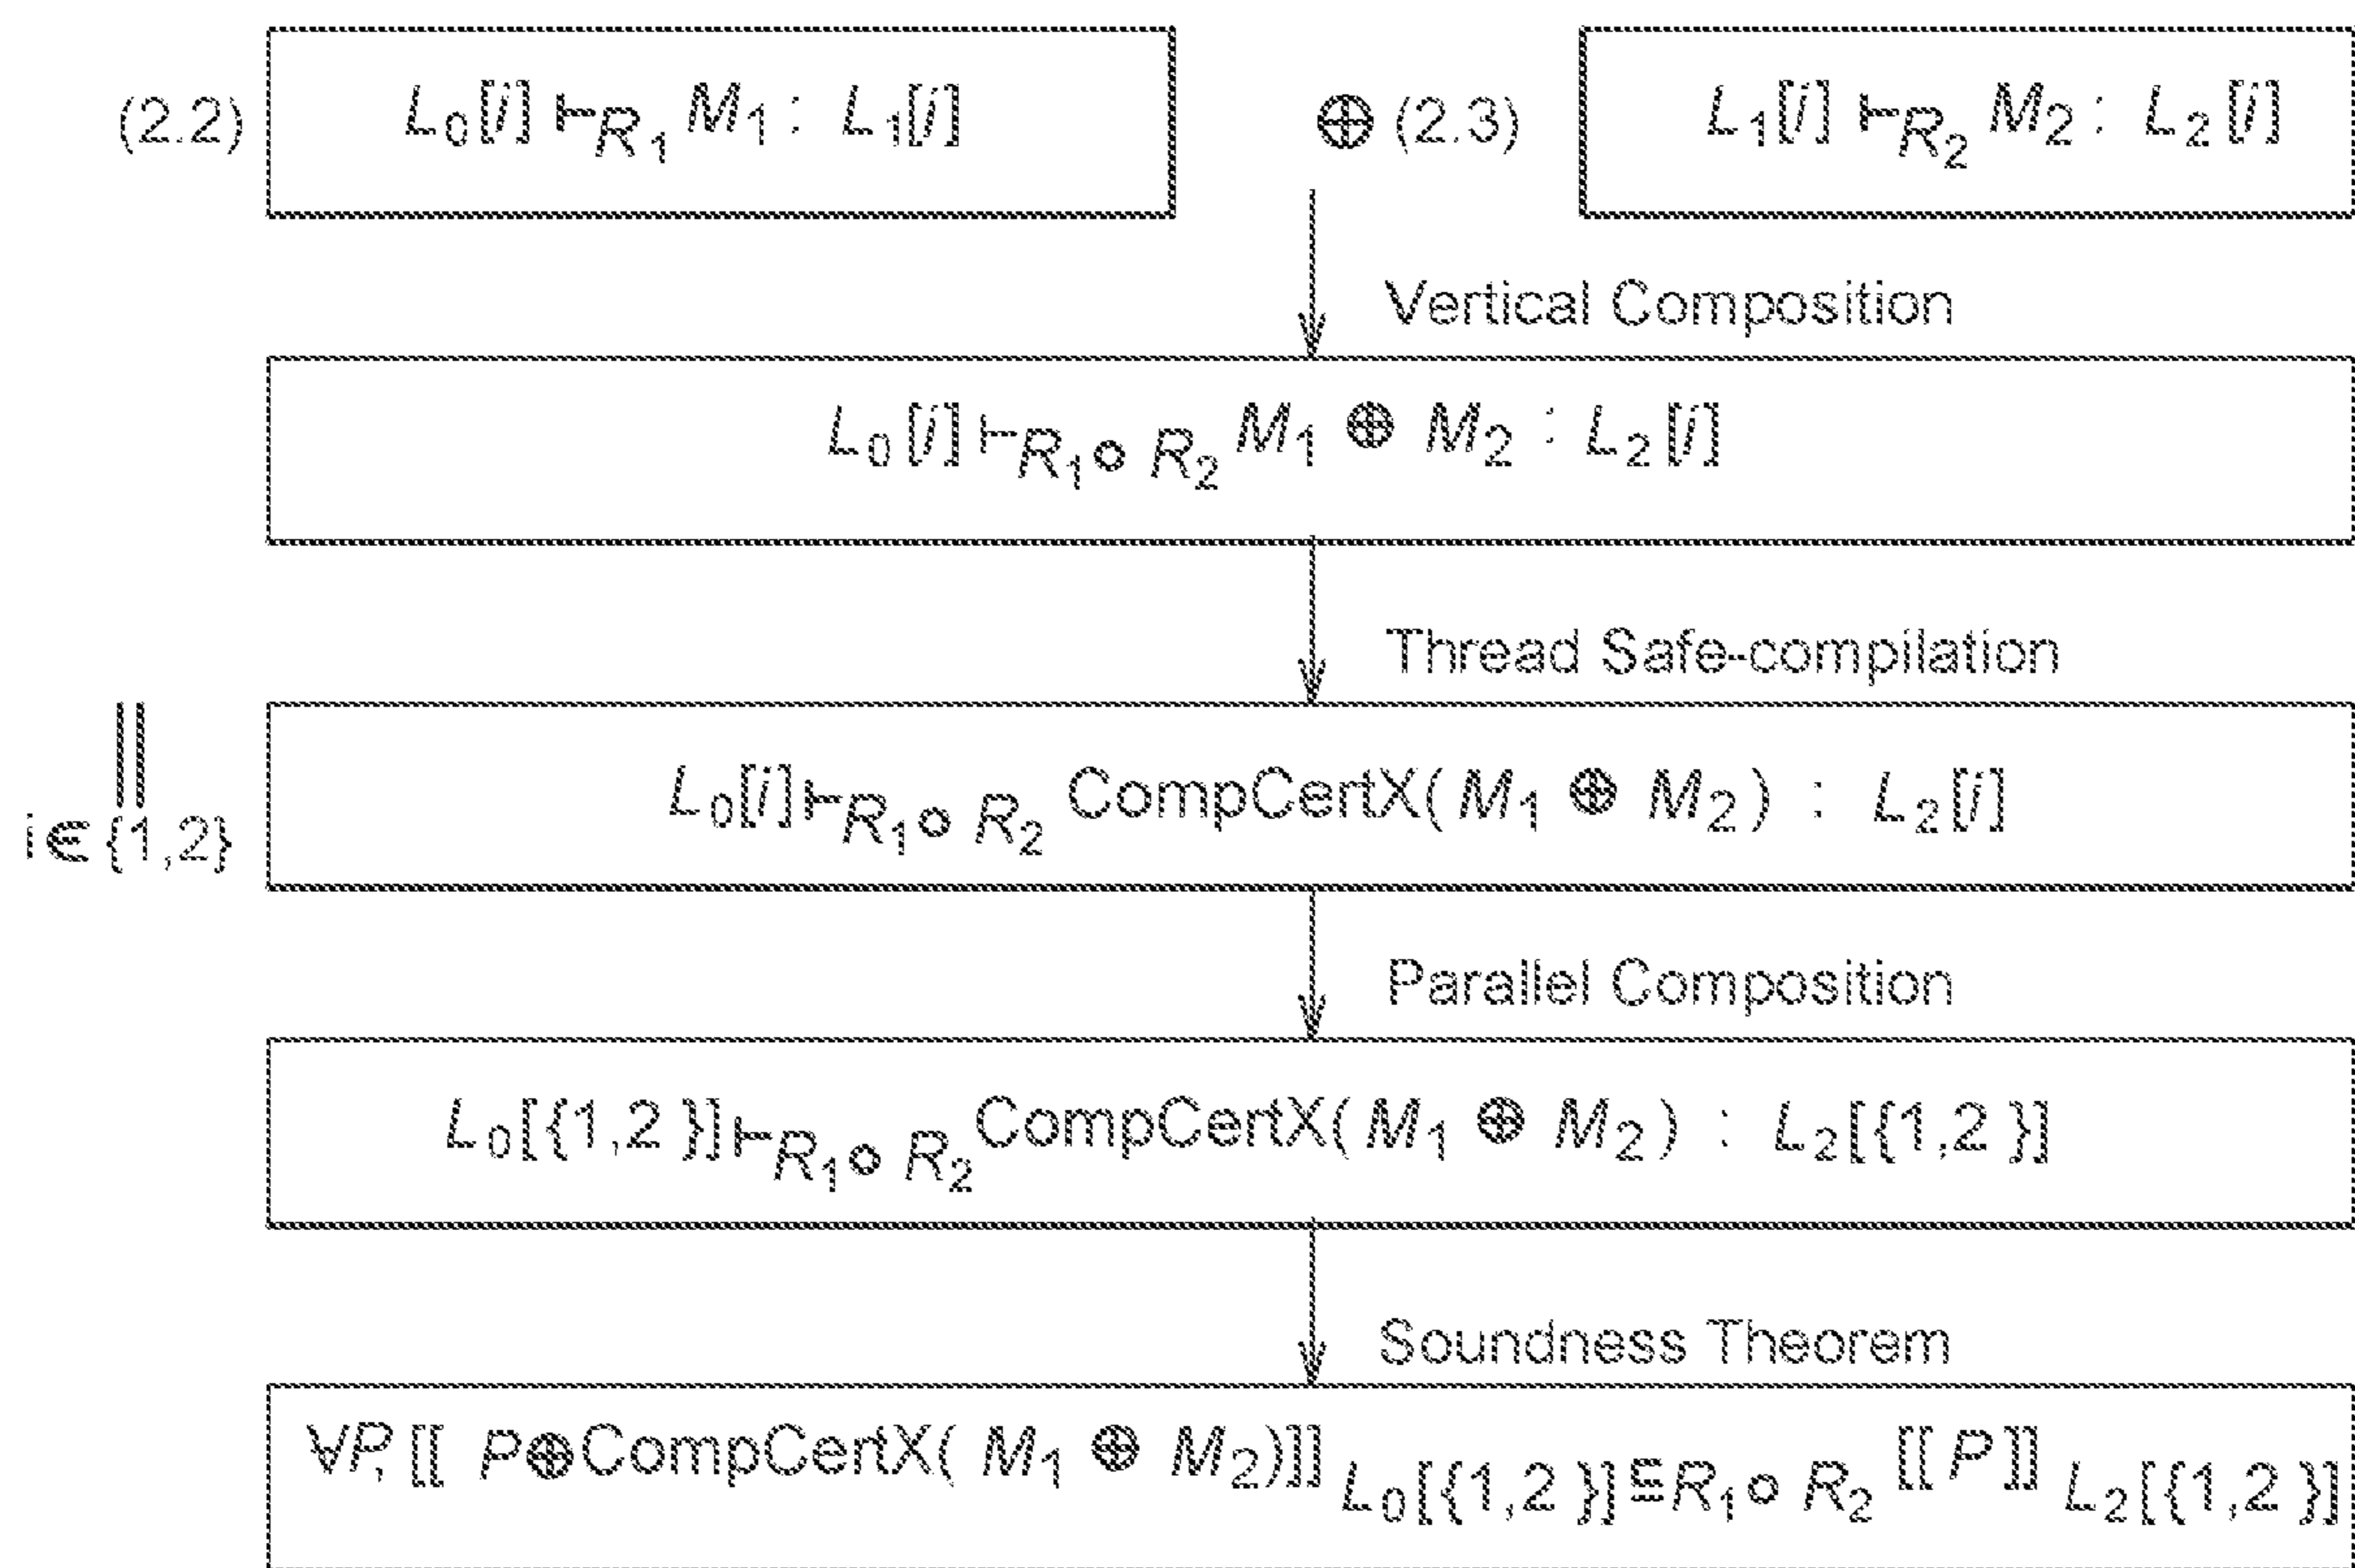 (2.2) L₀[i] ⊢R₁ M₁ : L₁[i] ⊕ (2.3) L₁[i] ⊢R₂ M₂ : L₂[i]
Vertical Composition
L₀[i] ⊢R₁∘R₂ M₁ ⊕ M₂ : L₂[i]
Thread Safe-compilation
||
i∈{1,2} L₀[i] ⊢R₁∘R₂ CompCertX(M₁ ⊕ M₂) : L₂[i]
Parallel Composition
L₀[{1,2}] ⊢R₁∘R₂ CompCertX(M₁ ⊕ M₂) : L₂[{1,2}]
Soundness Theorem
∀P, [[P⊕CompCertX(M₁ ⊕ M₂)]] L₀[{1,2}] ⊑R₁∘R₂ [[P]] L₂[{1,2}]